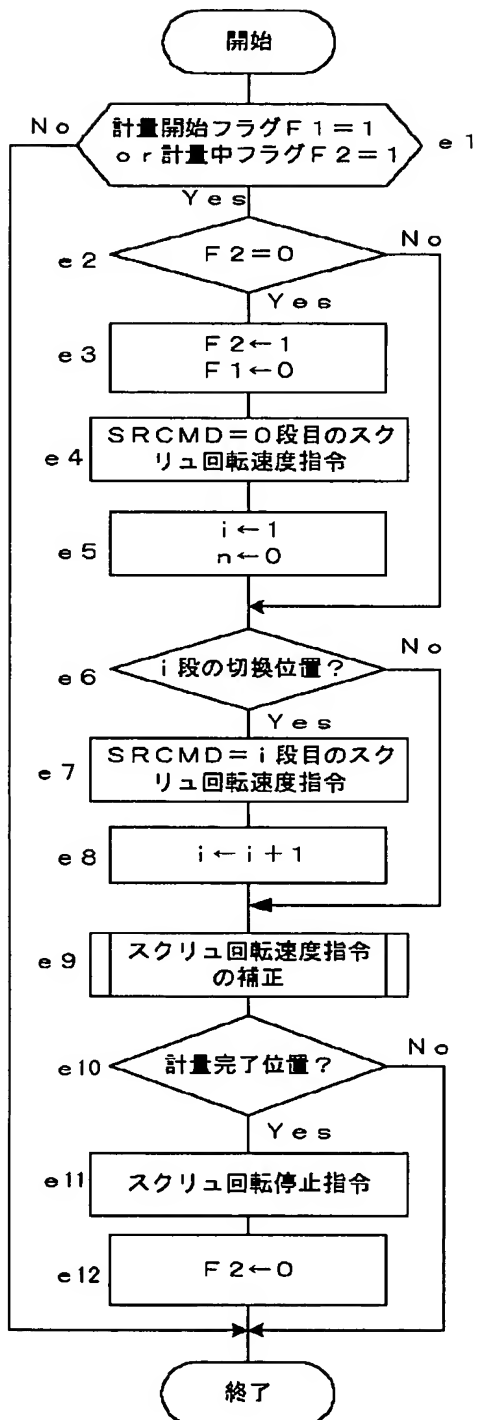 開始
No
計量開始フラグF1=1
or計量中フラグF2=1
e1
Yes
e2
F2=0
No
Yes
e3
F2←1
F1←0
e4
SRCMD=0段目のスク
リュ回転速度指令
e5
i←1
n←0
e6
i段の切換位置?
No
Yes
e7
SRCMD=i段目のスク
リュ回転速度指令
e8
i←i+1
e9
スクリュ回転速度指令
の補正
e10
計量完了位置?
No
Yes
e11
スクリュ回転停止指令
e12
F2←0
終了